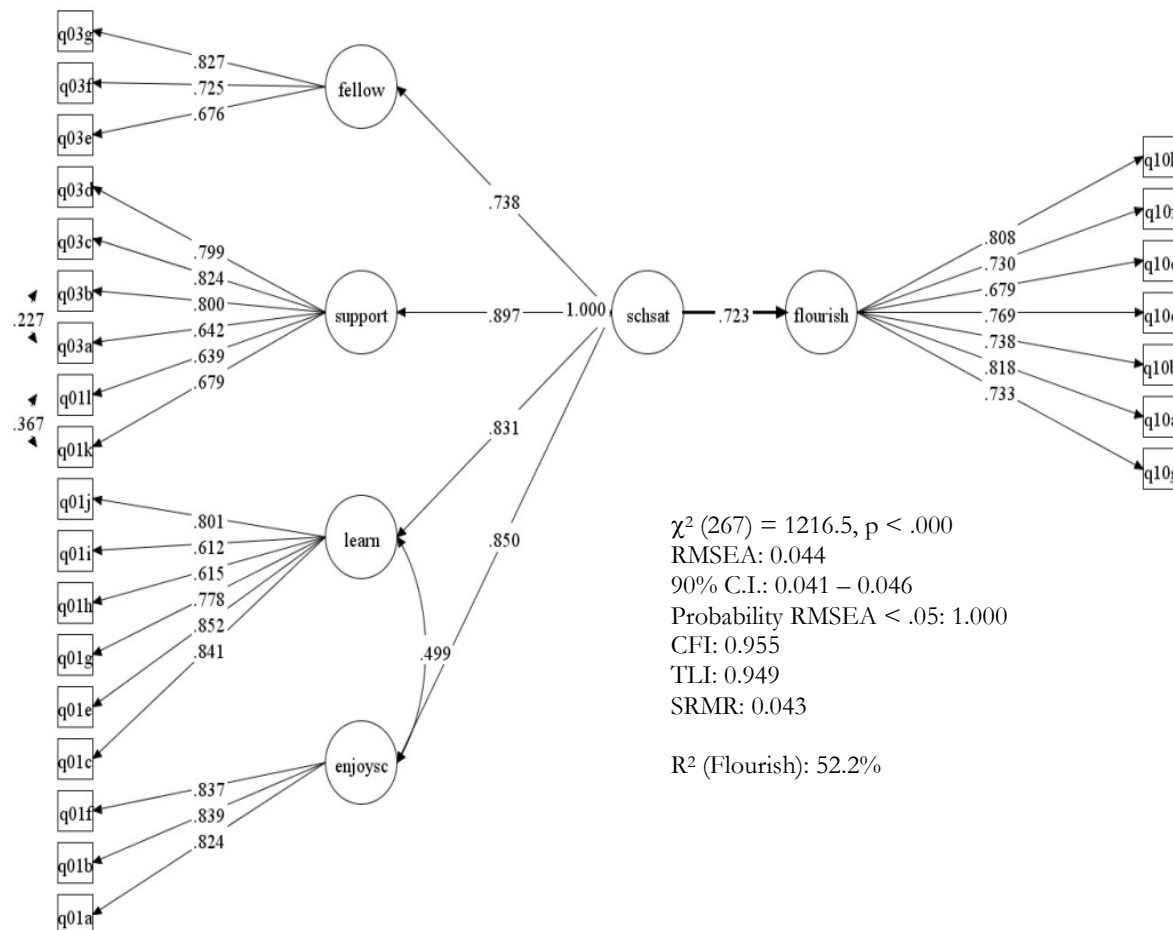 q03g
q03f
q03e
q03d
q03c
q03b
q03a
q01l
q01k
q01j
q01i
q01h
q01g
q01e
q01c
q01f
q01b
q01a
.227
.367
.827
.725
.676
.799
.824
.800
.642
.639
.679
.801
.612
.615
.778
.852
.841
.837
.839
.824
fellow
support
learn
enjoysc
.738
.897
.831
.850
.499
1.000
schsat
.723
flourish
.808
.730
.679
.769
.738
.818
.733
χ² (267) = 1216.5, p < .000
RMSEA: 0.044
90% C.I.: 0.041 – 0.046
Probability RMSEA < .05: 1.000
CFI: 0.955
TLI: 0.949
SRMR: 0.043
R² (Flourish): 52.2%